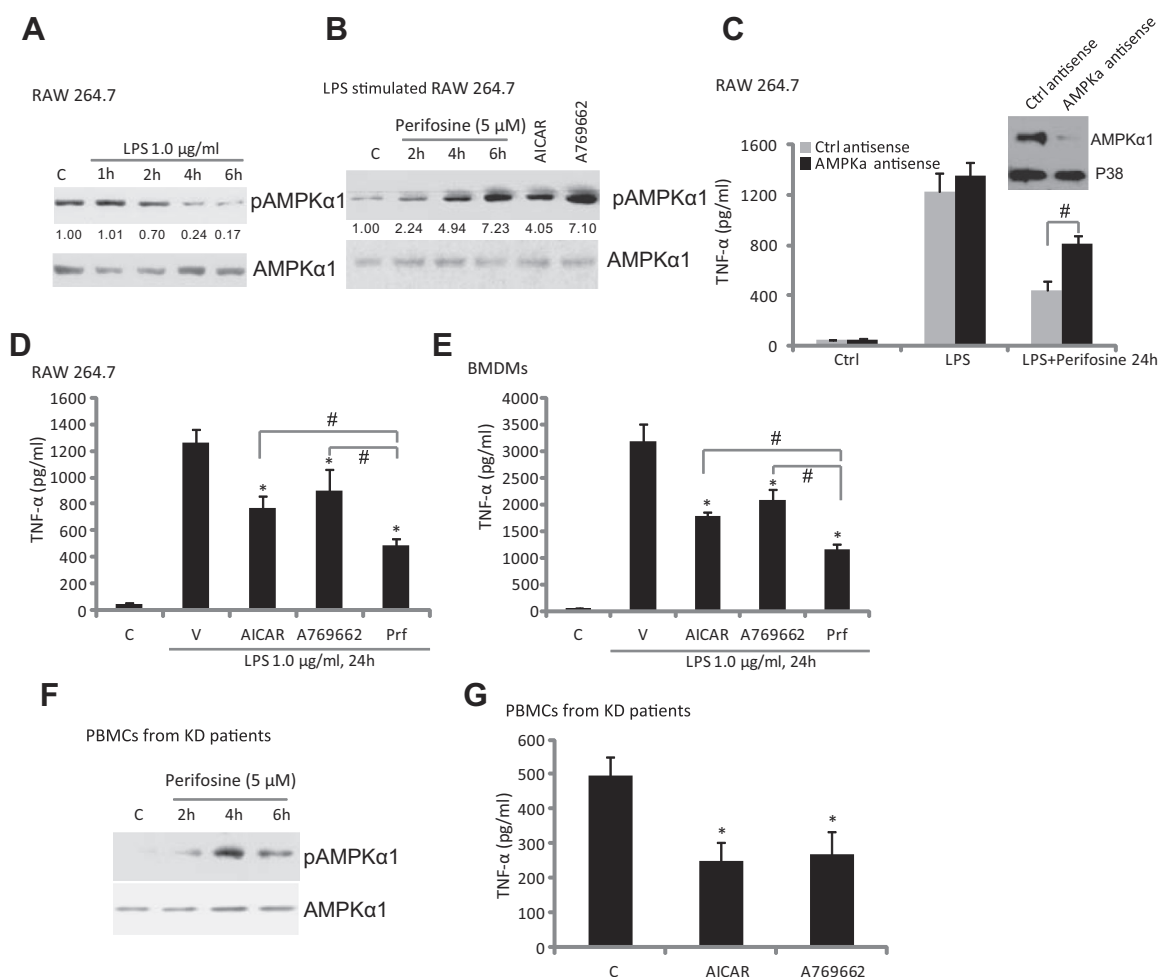 A
RAW 264.7
LPS 1.0 µg/ml
C 1h 2h 4h 6h
pAMPKα1
1.00 1.01 0.70 0.24 0.17
AMPKα1
B
LPS stimulated RAW 264.7
Perifosine (5 µM)
C 2h 4h 6h AICAR A769662
pAMPKα1
1.00 2.24 4.94 7.23 4.05 7.10
AMPKα1
C
RAW 264.7
Ctrl antisense
AMPKa antisense
AMPKα1
P38
Ctrl antisense
AMPKa antisense
TNF-α (pg/ml)
1600
1200
800
400
0
#
Ctrl LPS LPS+Perifosine 24h
D
RAW 264.7
TNF-α (pg/ml)
1600
1400
1200
1000
800
600
400
200
0
#
#
* * *
C V AICAR A769662 Prf
LPS 1.0 µg/ml, 24h
E
BMDMs
TNF-α (pg/ml)
4000
3500
3000
2500
2000
1500
1000
500
0
#
#
* * *
C V AICAR A769662 Prf
LPS 1.0 µg/ml, 24h
F
PBMCs from KD patients
Perifosine (5 µM)
C 2h 4h 6h
pAMPKα1
AMPKα1
G
PBMCs from KD patients
TNF-α (pg/ml)
600
500
400
300
200
100
0
* *
C AICAR A769662